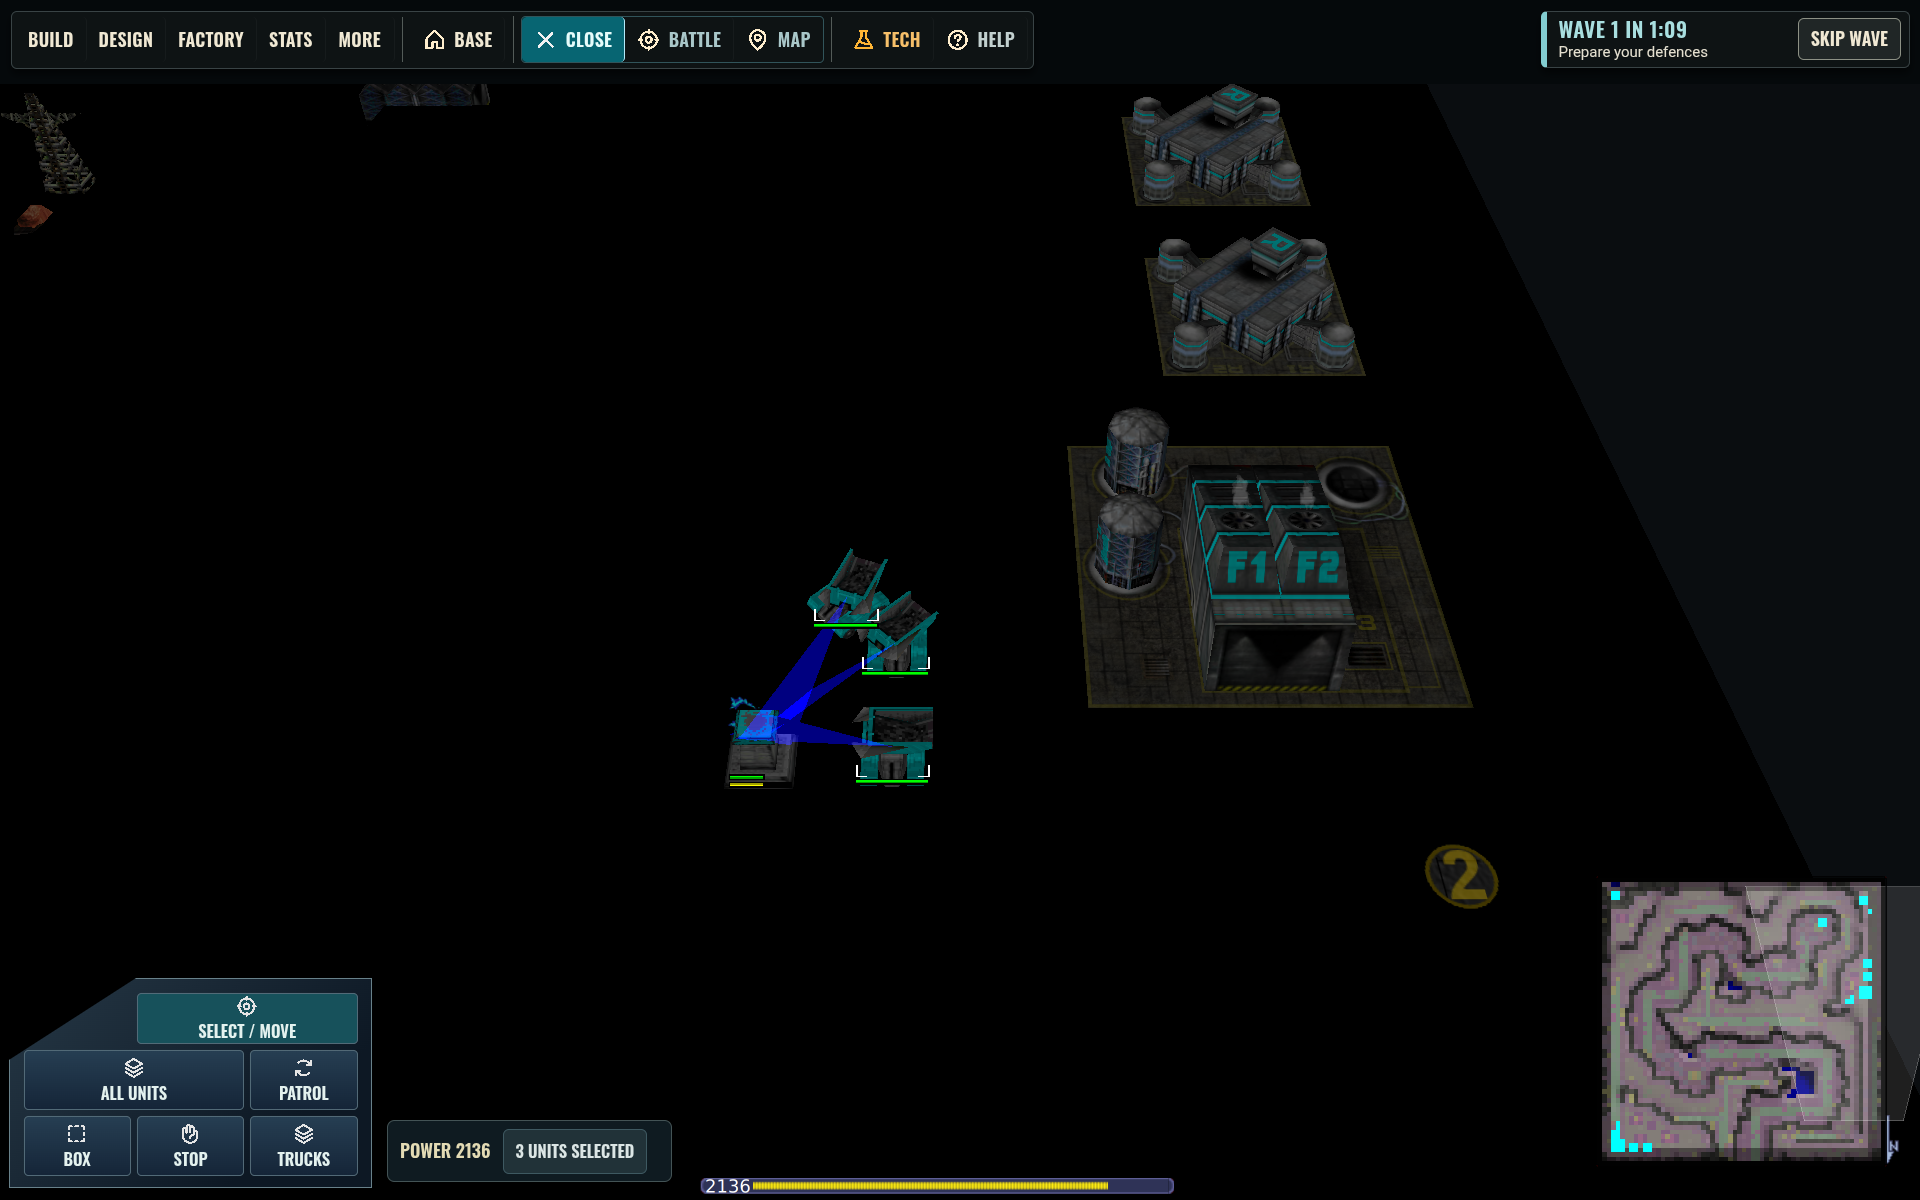 BUILD
DESIGN
FACTORY
STATS
MORE
BASE
CLOSE
BATTLE
MAP
TECH
HELP
WAVE 1 IN 1:09
Prepare your defences
SKIP WAVE
R
R
F1
F2
3
2
SELECT / MOVE
ALL UNITS
PATROL
BOX
STOP
TRUCKS
POWER 2136
3 UNITS SELECTED
2136
N